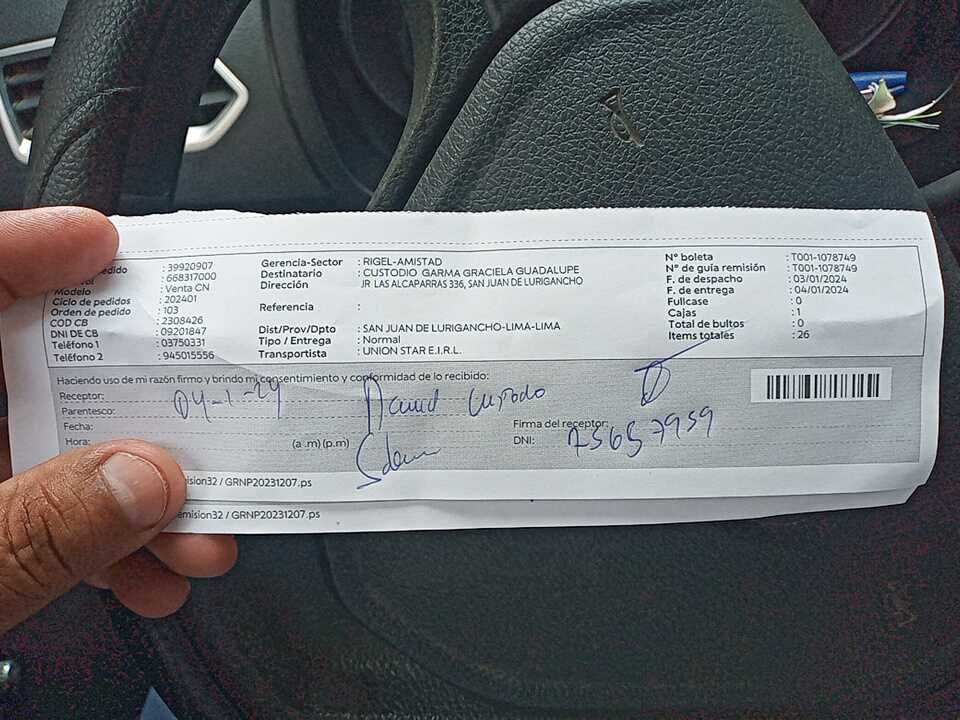 edido : 39920907
: 668317000
Modelo : Venta CN
Ciclo de pedidos : 202401
Orden de pedido : 103
COD CB : 2308426
DNI DE CB : 09201847
Teléfono 1 : 03750331
Teléfono 2 : 945015556
Gerencia-Sector : RIGEL-AMISTAD
Destinatario : CUSTODIO GARMA GRACIELA GUADALUPE
Dirección JR LAS ALCAPARRAS 336, SAN JUAN DE LURIGANCHO
Referencia :
Dist/Prov/Dpto : SAN JUAN DE LURIGANCHO-LIMA-LIMA
Tipo / Entrega : Normal
Transportista : UNION STAR E.I.R.L.
N° boleta : T001-1078749
N° de guía remisión : T001-1078749
F. de despacho : 03/01/2024
F. de entrega : 04/01/2024
Fullcase : 0
Cajas : 1
Total de bultos : 0
Items totales : 26
Haciendo uso de mi razón firmo y brindo mi consentimiento y conformidad de lo recibido:
Receptor: 04-1-24
Parentesco:
Fecha:
Hora: (a .m) (p.m)
Firma del receptor:
DNI: 75657959
ision32 / GRNP20231207.ps
emision32 / GRNP20231207.ps